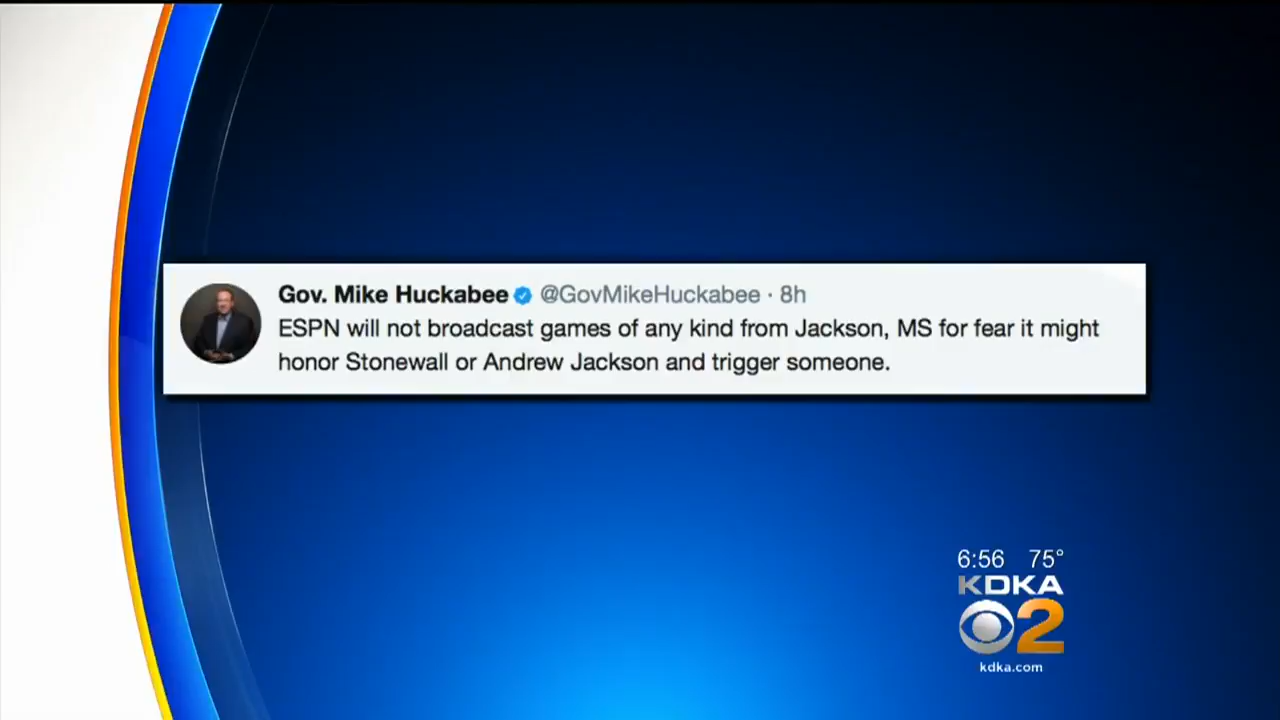 Gov. Mike Huckabee @GovMikeHuckabee · 8h
ESPN will not broadcast games of any kind from Jackson, MS for fear it might
honor Stonewall or Andrew Jackson and trigger someone.
6:56 75°
KDKA
2
kdka.com